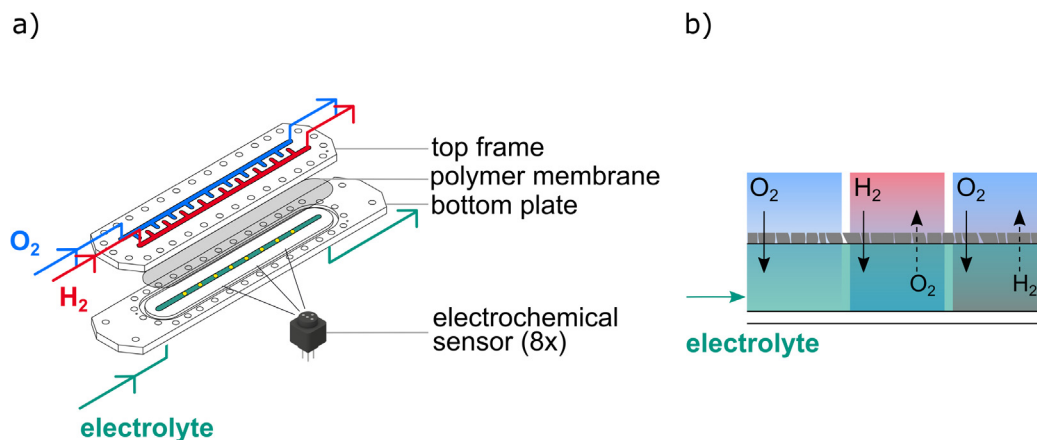 a)
top frame
polymer membrane
bottom plate
O₂
H₂
electrochemical
sensor (8x)
electrolyte
b)
O₂ H₂ O₂
O₂ H₂
electrolyte